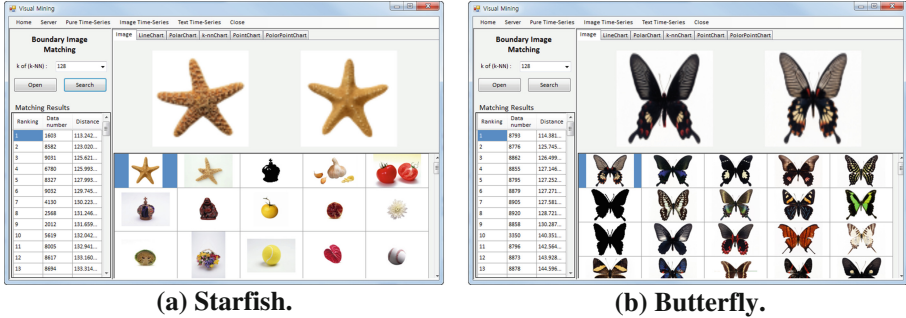 Visual Mining
Home Server Pure Time-Series Image Time-Series Text Time-Series Close
Boundary Image
Matching
k of (k-NN) : 128
Open Search
Matching Results
Image LineChart PolarChart k-nnChart PointChart PolarPointChart
Ranking Data number Distance
1 1603 113.242...
2 8582 123.020...
3 9031 125.621...
4 6780 125.993...
5 8327 127.993...
6 9032 129.745...
7 4130 130.223...
8 2568 131.246...
9 2012 131.659...
10 5619 132.042...
11 8005 132.941...
12 8617 133.160...
13 8694 133.314...
(a) Starfish.
Visual Mining
Home Server Pure Time-Series Image Time-Series Text Time-Series Close
Boundary Image
Matching
k of (k-NN) : 128
Open Search
Matching Results
Image LineChart PolarChart k-nnChart PointChart PolarPointChart
Ranking Data number Distance
1 8793 114.381...
2 8776 125.745...
3 8862 126.499...
4 8855 127.146...
5 8795 127.252...
6 8879 127.271...
7 8905 127.581...
8 8920 128.721...
9 8858 130.287...
10 3350 140.351...
11 8796 142.564...
12 8873 143.928...
13 8878 144.596...
(b) Butterfly.